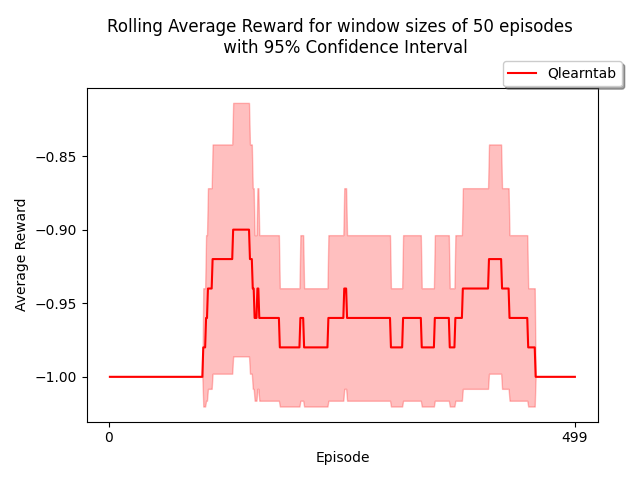 Rolling Average Reward for window sizes of 50 episodes
with 95% Confidence Interval
Qlearntab
−0.85
−0.90
−0.95
−1.00
Average Reward
0
499
Episode